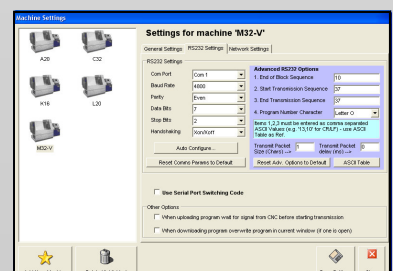 Machine Settings
Settings for machine 'M32-V'
General Settings RS232 Settings Network Settings
A20 C32
K16 L20
M32-V
RS232 Settings
Com Port Com 1
Baud Rate 4800
Parity Even
Data Bits 7
Stop Bits 2
Handshaking Xon/Xoff
Auto Configure...
Reset Comms Params to Default
Advanced RS232 Options
1. End of Block Sequence 10
2. Start Transmission Sequence 37
3. End Transmission Sequence 37
4. Program Number Character Letter O
Items 1,2,3 must be entered as comma separated
ASCII Values (e.g. '13,10' for CR/LF) - use ASCII
Table as Ref.
Transmit Packet Size (Chars) --> 1 Transmit Packet delay (ms) --> 0
Reset Adv. Options to Default ASCII Table
Use Serial Port Switching Code
Other Options
When uploading program wait for signal from CNC before starting transmission
When downloading program overwrite program in current window (if one is open)